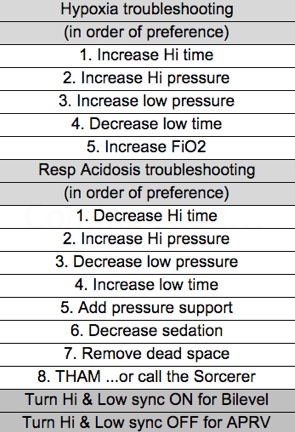 Hypoxia troubleshooting
(in order of preference)
1. Increase Hi time
2. Increase Hi pressure
3. Increase low pressure
4. Decrease low time
5. Increase FiO2
Resp Acidosis troubleshooting
(in order of preference)
1. Decrease Hi time
2. Increase Hi pressure
3. Decrease low pressure
4. Increase low time
5. Add pressure support
6. Decrease sedation
7. Remove dead space
8. THAM ...or call the Sorcerer
Turn Hi & Low sync ON for Bilevel
Turn Hi & Low sync OFF for APRV